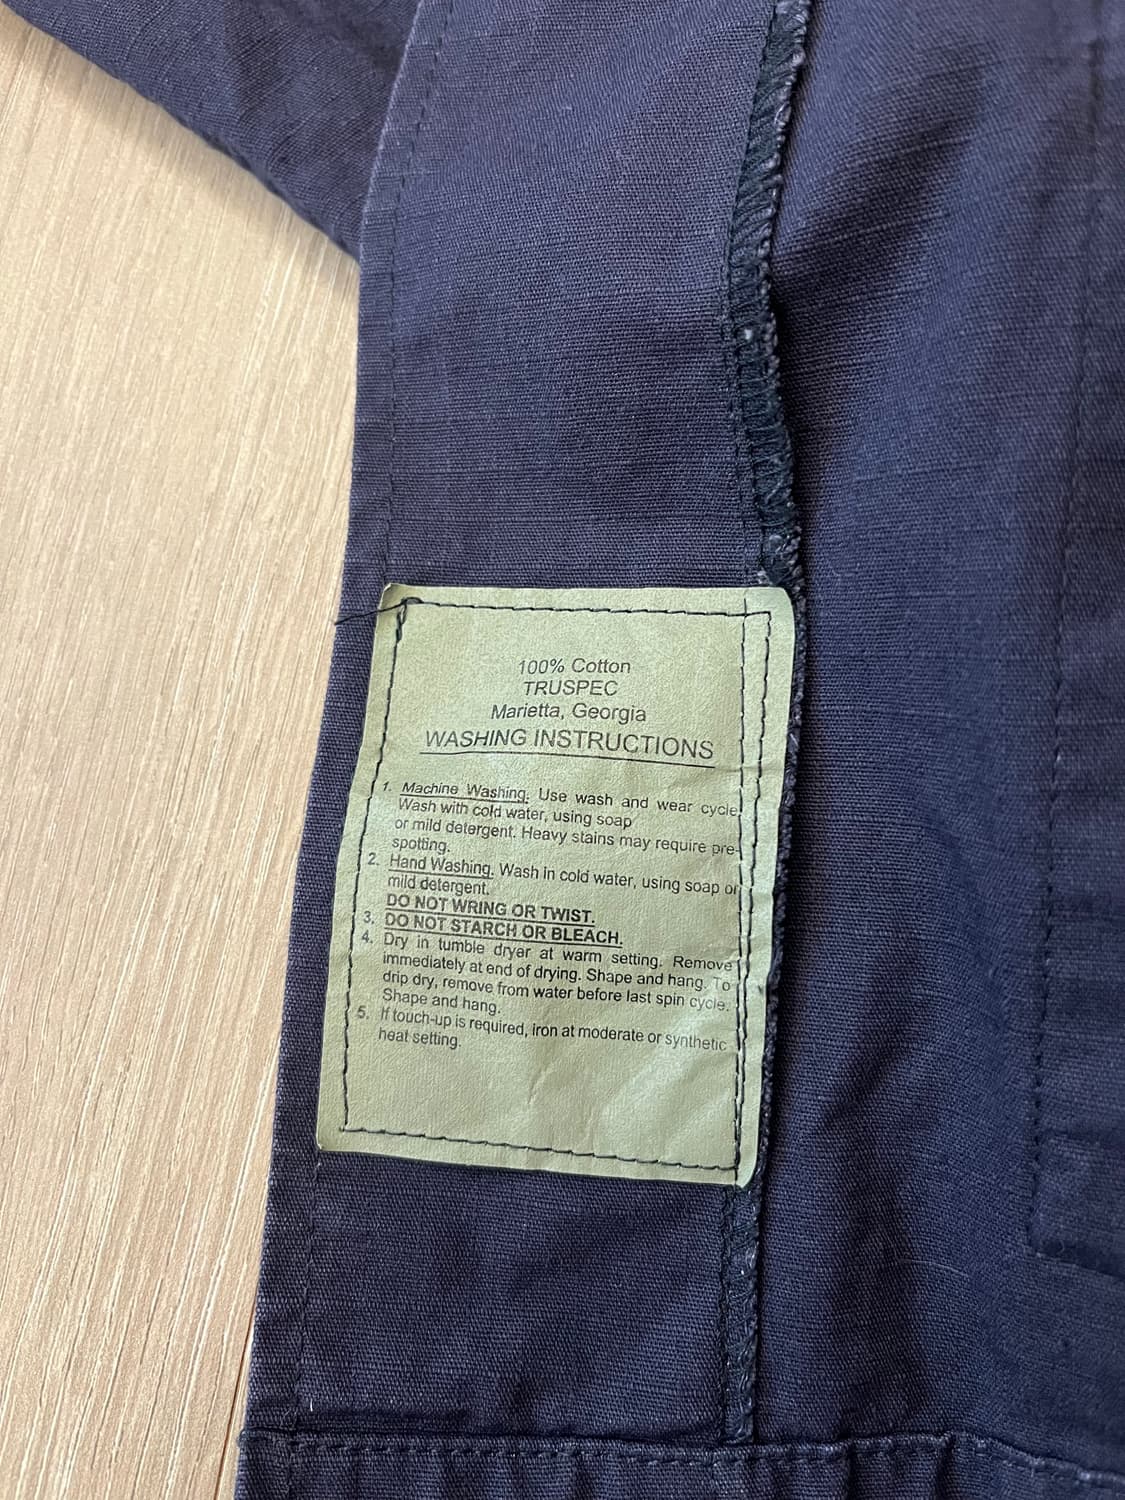 100% Cotton
TRUSPEC
Marietta, Georgia
WASHING INSTRUCTIONS
1. Machine Washing. Use wash and wear cycle
Wash with cold water, using soap
or mild detergent. Heavy stains may require pre-
spotting.
2. Hand Washing. Wash in cold water, using soap or
mild detergent.
DO NOT WRING OR TWIST.
3. DO NOT STARCH OR BLEACH.
4. Dry in tumble dryer at warm setting. Remove
immediately at end of drying. Shape and hang. To
drip dry, remove from water before last spin cycle.
Shape and hang.
5. If touch-up is required, iron at moderate or synthetic
heat setting.